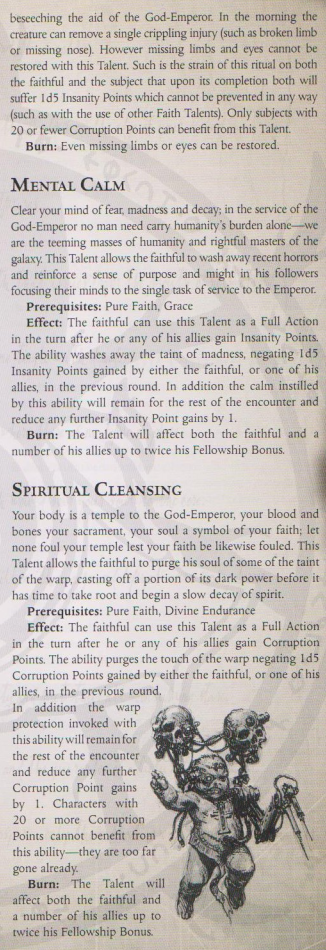 beseeching the aid of the God-Emperor. In the morning the
creature can remove a single crippling injury (such as broken limb
or missing nose). However missing limbs and eyes cannot be
restored with this Talent. Such is the strain of this ritual on both
the faithful and the subject that upon its completion both will
suffer 1d5 Insanity Points which cannot be prevented in any way
(such as with the use of other Faith Talents). Only subjects with
20 or fewer Corruption Points can benefit from this Talent.
Burn: Even missing limbs or eyes can be restored.
MENTAL CALM
Clear your mind of fear, madness and decay; in the service of the
God-Emperor no man need carry humanity's burden alone—we
are the teeming masses of humanity and rightful masters of the
galaxy. This Talent allows the faithful to wash away recent horrors
and reinforce a sense of purpose and might in his followers
focusing their minds to the single task of service to the Emperor.
Prerequisites: Pure Faith, Grace
Effect: The faithful can use this Talent as a Full Action
in the turn after he or any of his allies gain Insanity Points.
The ability washes away the taint of madness, negating 1d5
Insanity Points gained by either the faithful, or one of his
allies, in the previous round. In addition the calm instilled
by this ability will remain for the rest of the encounter and
reduce any further Insanity Point gains by 1.
Burn: The Talent will affect both the faithful and a
number of his allies up to twice his Fellowship Bonus.
SPIRITUAL CLEANSING
Your body is a temple to the God-Emperor, your blood and
bones your sacrament, your soul a symbol of your faith; let
none foul your temple lest your faith be likewise fouled. This
Talent allows the faithful to purge his soul of some of the taint
of the warp, casting off a portion of its dark power before it
has time to take root and begin a slow decay of spirit.
Prerequisites: Pure Faith, Divine Endurance
Effect: The faithful can use this Talent as a Full Action
in the turn after he or any of his allies gain Corruption
Points. The ability purges the touch of the warp negating 1d5
Corruption Points gained by either the faithful, or one of his
allies, in the previous round.
In addition the warp
protection invoked with
this ability will remain for
the rest of the encounter
and reduce any further
Corruption Point gains
by 1. Characters with
20 or more Corruption
Points cannot benefit from
this ability—they are too far
gone already.
Burn: The Talent will
affect both the faithful and
a number of his allies up to
twice his Fellowship Bonus.